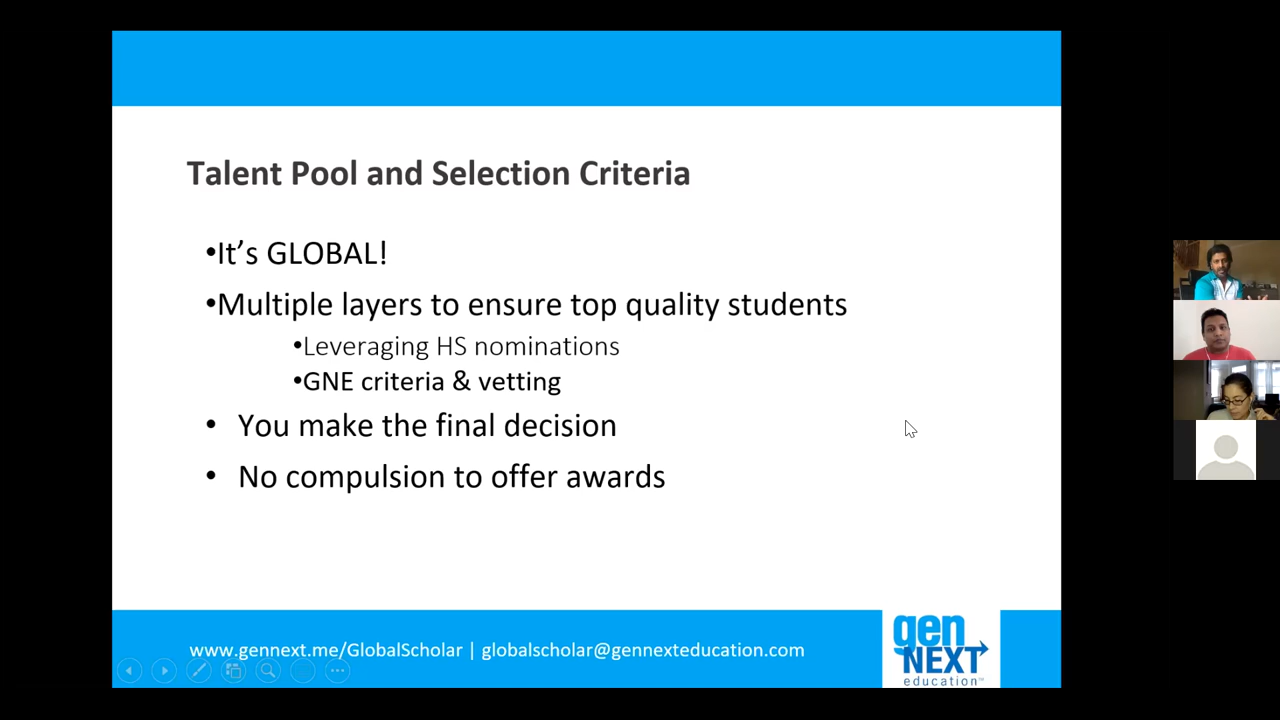 Talent Pool and Selection Criteria
•It’s GLOBAL!
•Multiple layers to ensure top quality students
•Leveraging HS nominations
•GNE criteria & vetting
• You make the final decision
• No compulsion to offer awards
www.gennext.me/GlobalScholar | globalscholar@gennexteducation.com
gen
NEXT
education™